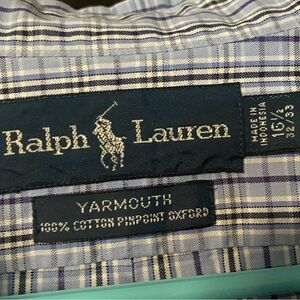 Ralph Lauren
MADE IN
INDONESIA
16½
32/33
YARMOUTH
100% COTTON PINPOINT OXFORD